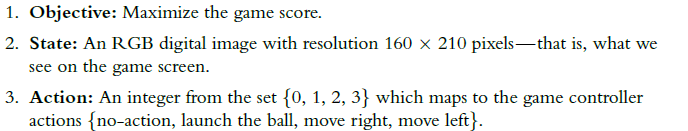 1. Objective: Maximize the game score.
2. State: An RGB digital image with resolution 160 × 210 pixels—that is, what we
see on the game screen.
3. Action: An integer from the set {0, 1, 2, 3} which maps to the game controller
actions {no-action, launch the ball, move right, move left}.